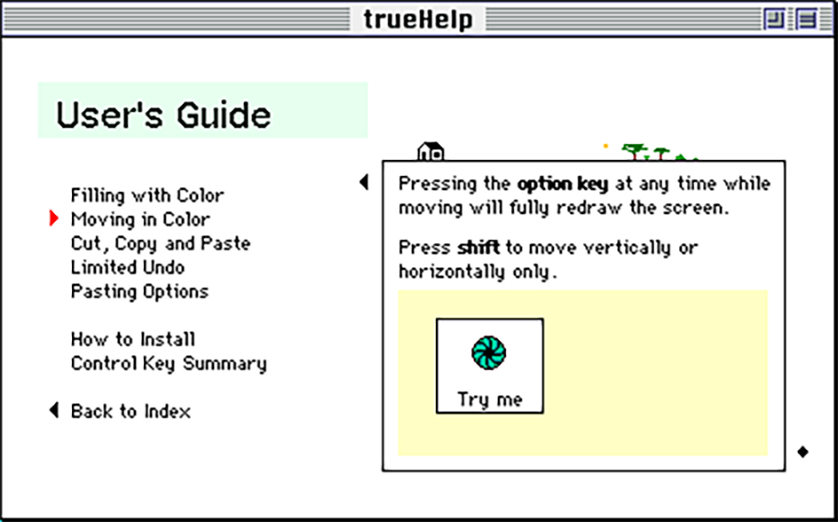 trueHelp
User's Guide
Filling with Color
Moving in Color
Cut, Copy and Paste
Limited Undo
Pasting Options
How to Install
Control Key Summary
Back to Index
Pressing the option key at any time while
moving will fully redraw the screen.
Press shift to move vertically or
horizontally only.
Try me